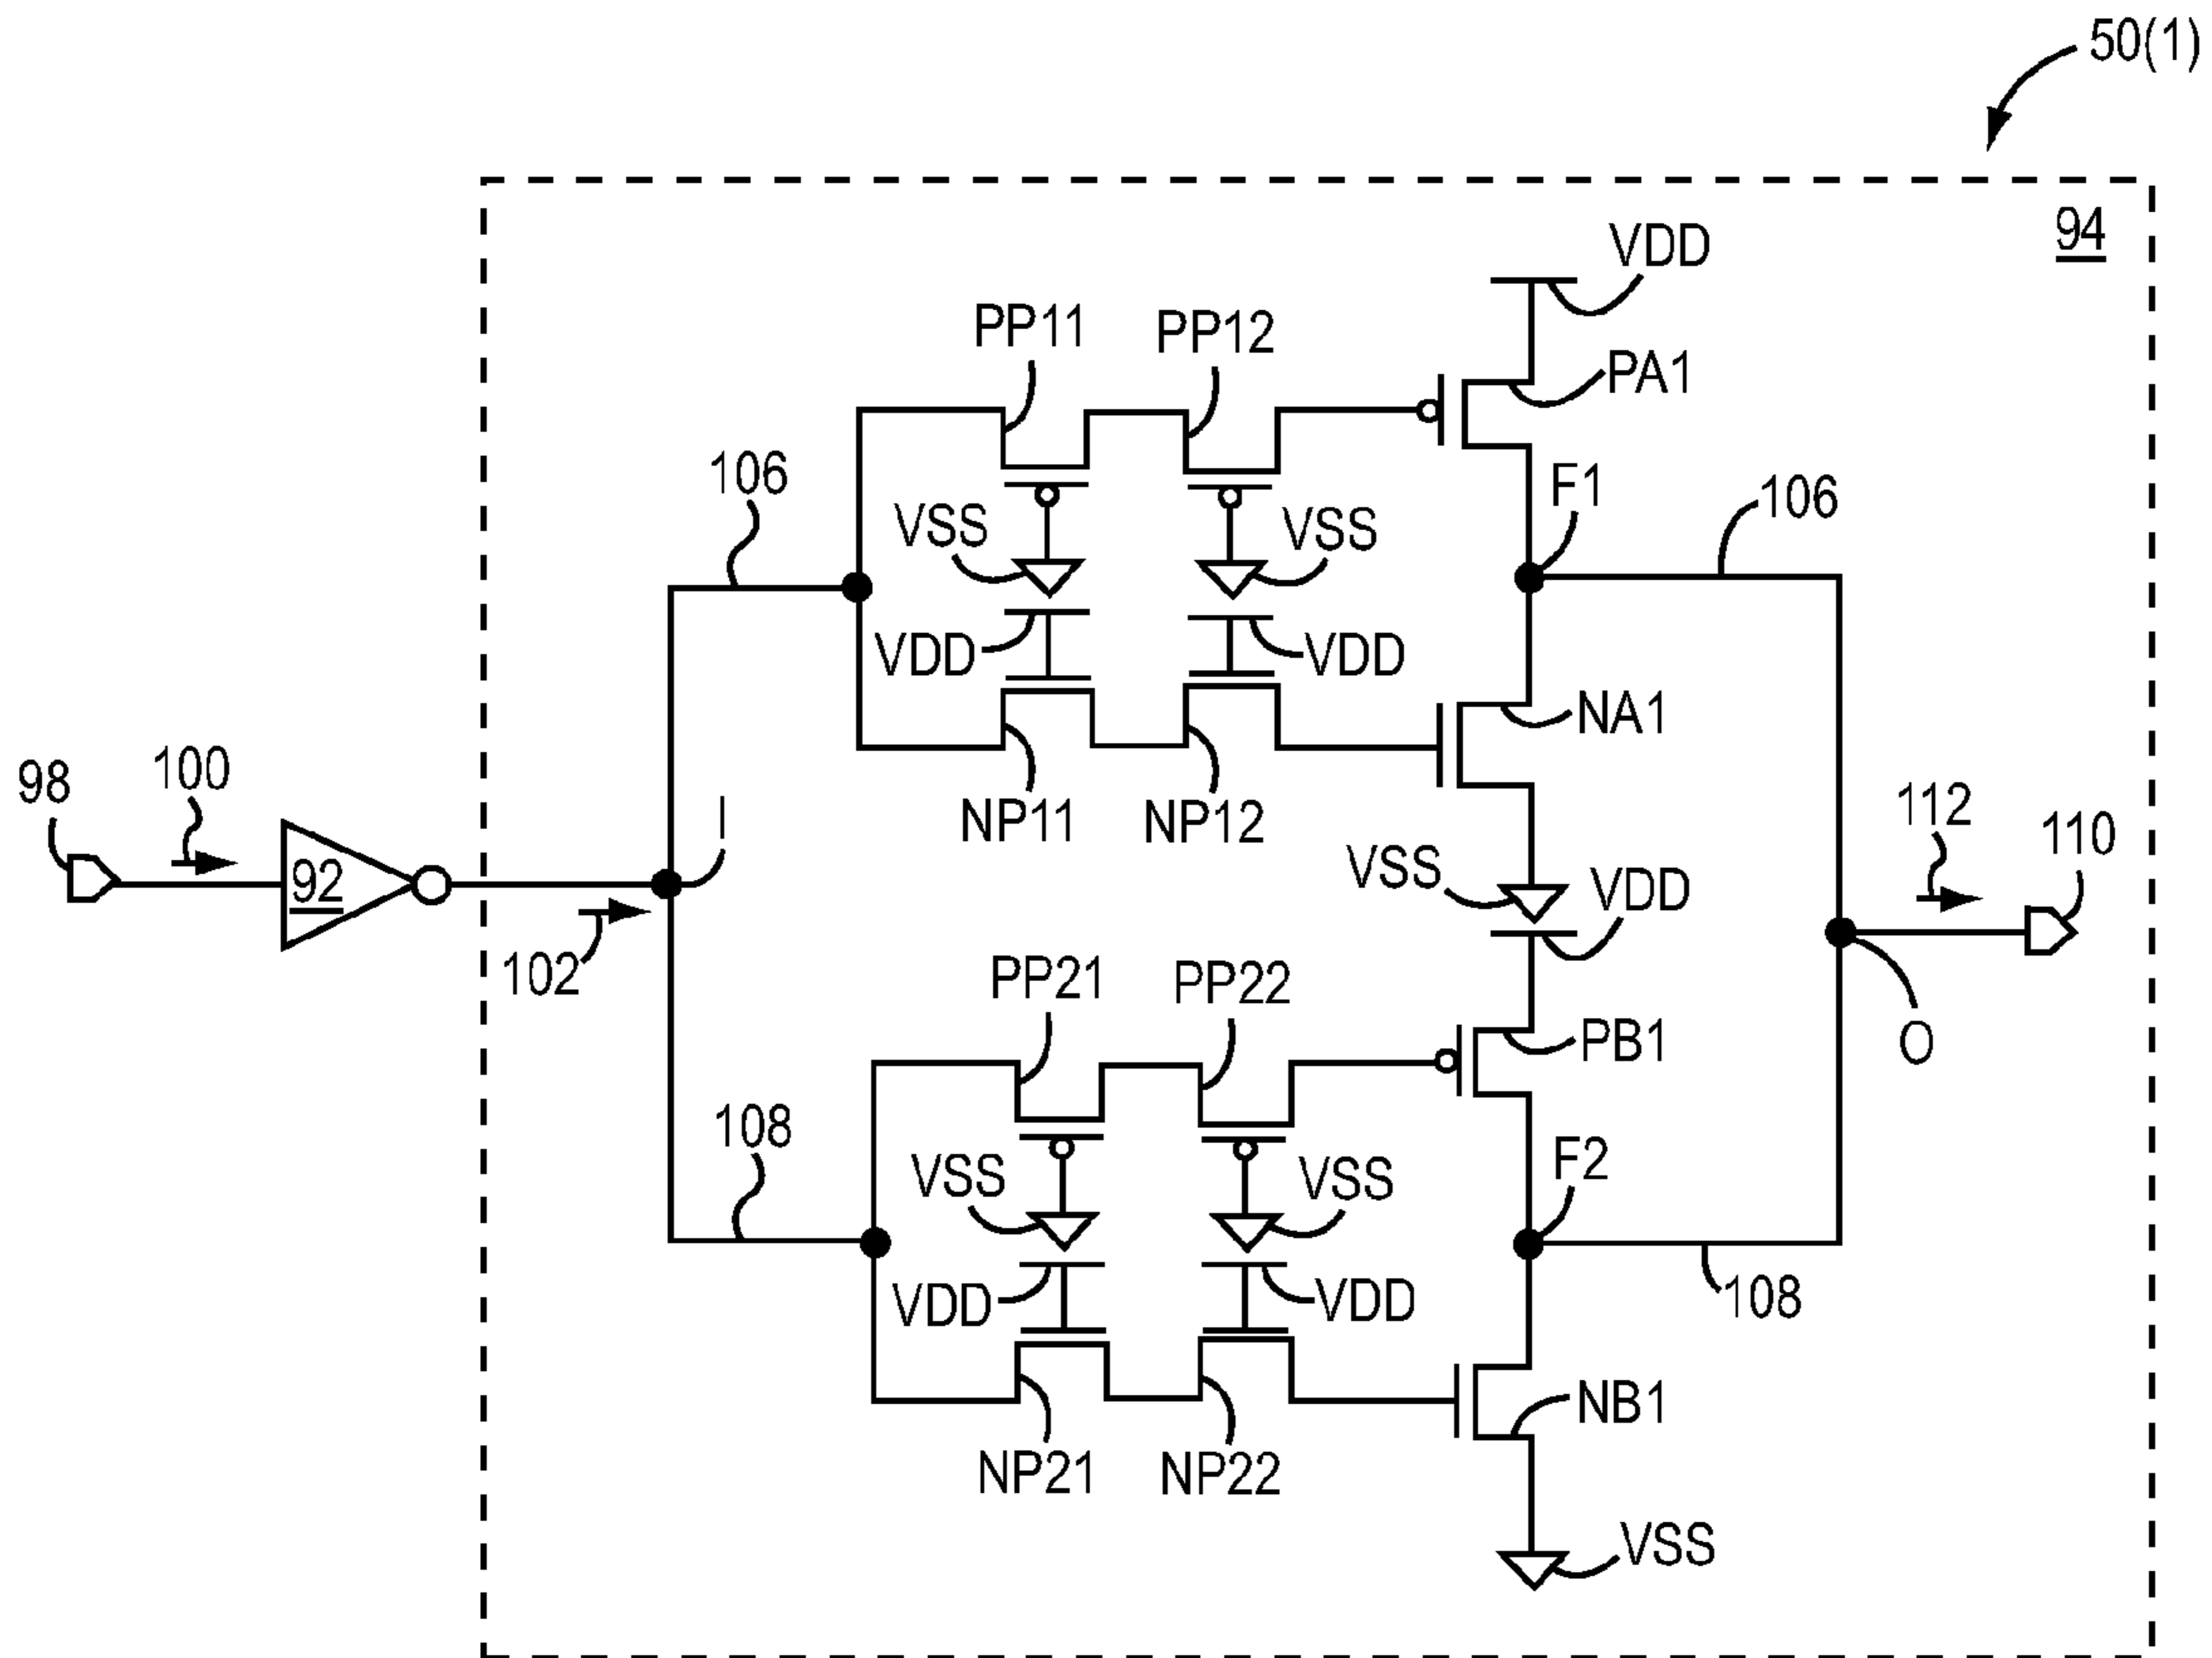 50(1)
94
VDD
PP11
PP12
PA1
106
F1
106
VSS
VSS
VDD
VDD
NA1
98
100
NP11
NP12
I
92
VSS
VDD
112
110
102
PP21
PP22
PB1
O
108
F2
VSS
VSS
VDD
VDD
108
NB1
NP21
NP22
VSS